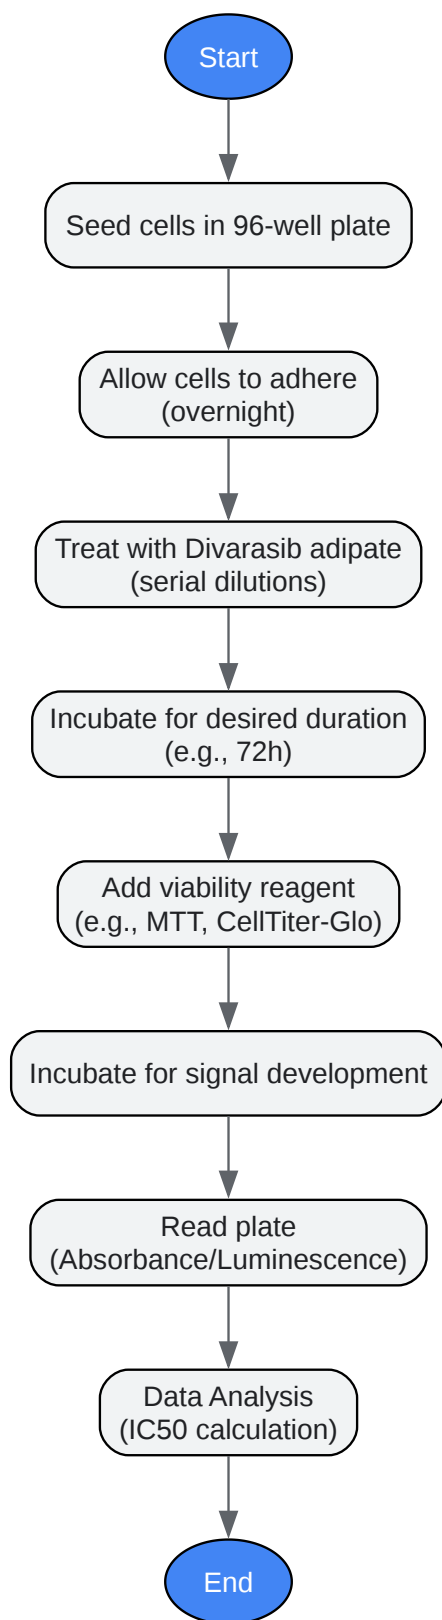 Start
Seed cells in 96-well plate
Allow cells to adhere
(overnight)
Treat with Divarasib adipate
(serial dilutions)
Incubate for desired duration
(e.g., 72h)
Add viability reagent
(e.g., MTT, CellTiter-Glo)
Incubate for signal development
Read plate
(Absorbance/Luminescence)
Data Analysis
(IC50 calculation)
End